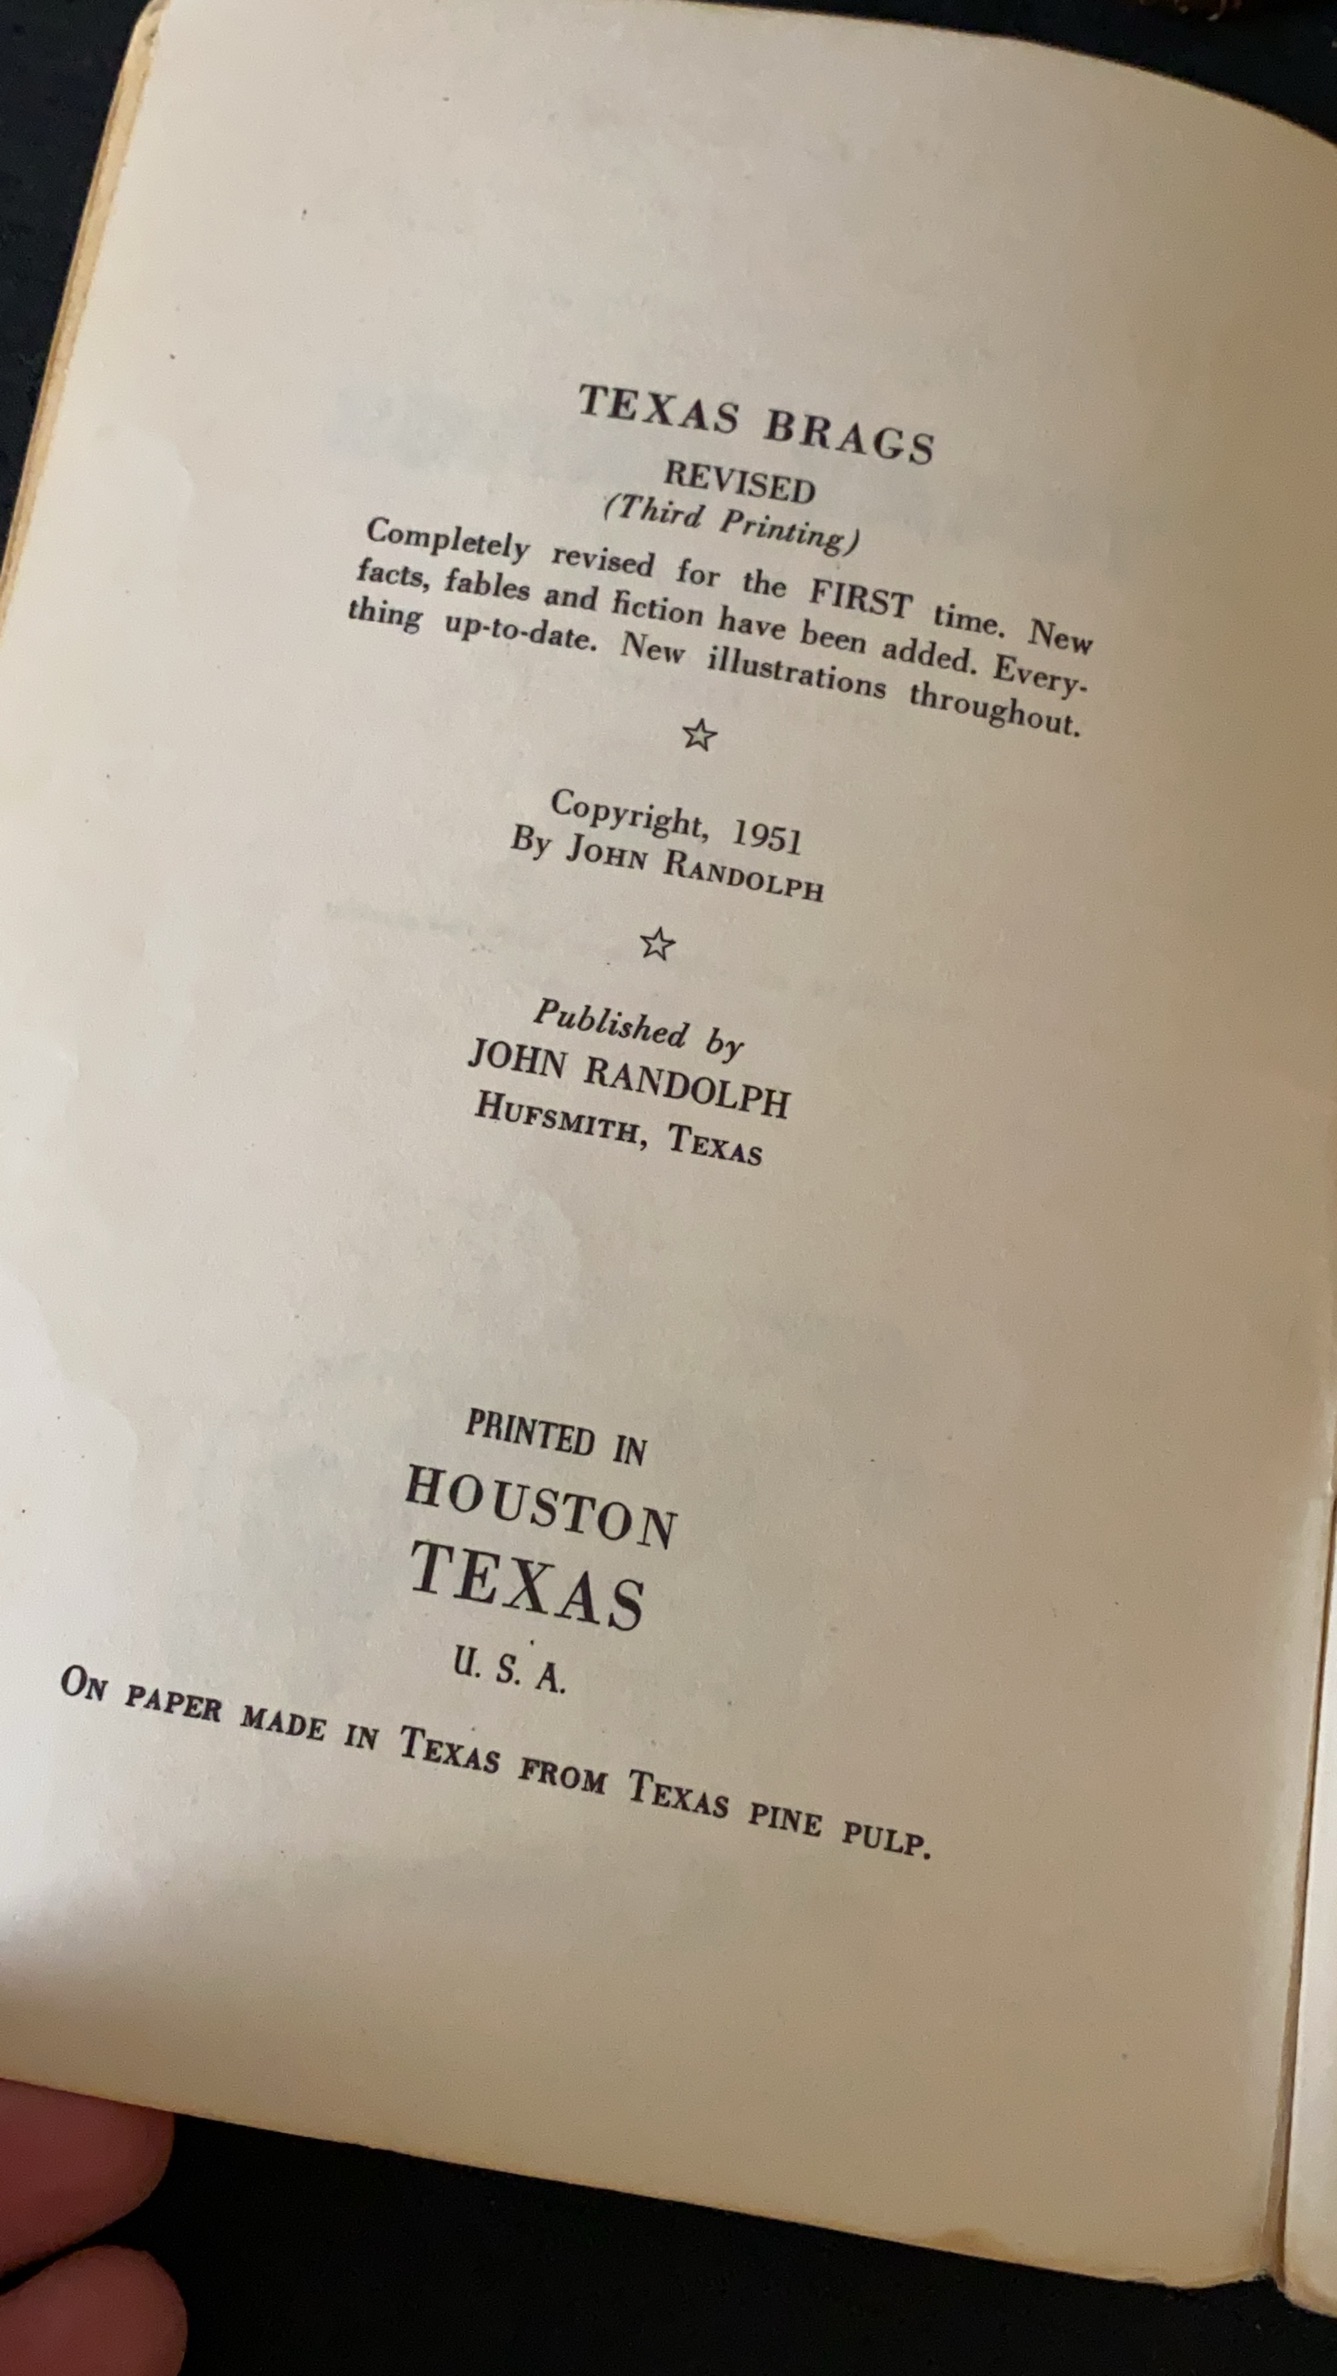 TEXAS BRAGS
REVISED
(Third Printing)
Completely revised for the FIRST time. New
facts, fables and fiction have been added. Every-
thing up-to-date. New illustrations throughout.
☆
Copyright, 1951
By JOHN RANDOLPH
☆
Published by
JOHN RANDOLPH
HUFSMITH, TEXAS
PRINTED IN
HOUSTON
TEXAS
U. S. A.
ON PAPER MADE IN TEXAS FROM TEXAS PINE PULP.